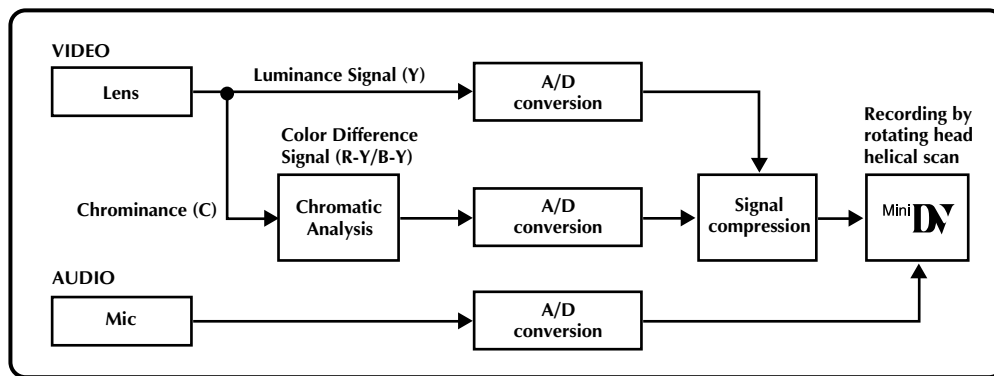 VIDEO
Lens
Luminance Signal (Y)
A/D
conversion
Color Difference
Signal (R-Y/B-Y)
Chrominance (C)
Chromatic
Analysis
A/D
conversion
Signal
compression
Recording by
rotating head
helical scan
Mini DV
AUDIO
Mic
A/D
conversion